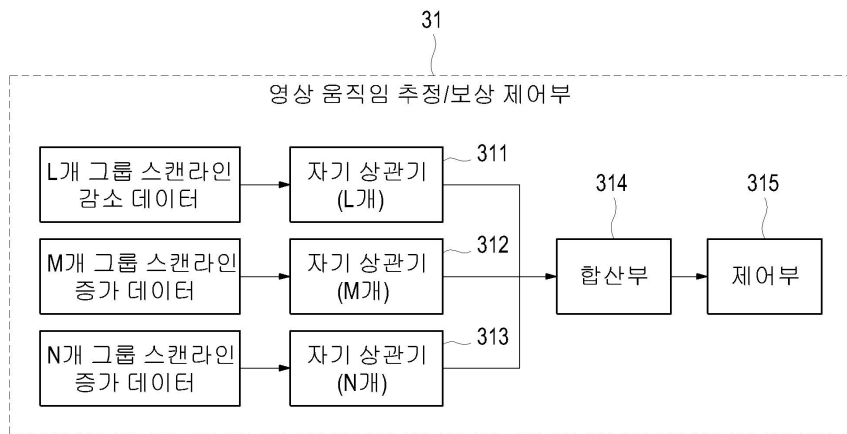 31
영상 움직임 추정/보상 제어부
L개 그룹 스캔라인
감소 데이터
자기 상관기
(L개)
311
M개 그룹 스캔라인
증가 데이터
자기 상관기
(M개)
312
N개 그룹 스캔라인
증가 데이터
자기 상관기
(N개)
313
314
합산부
315
제어부